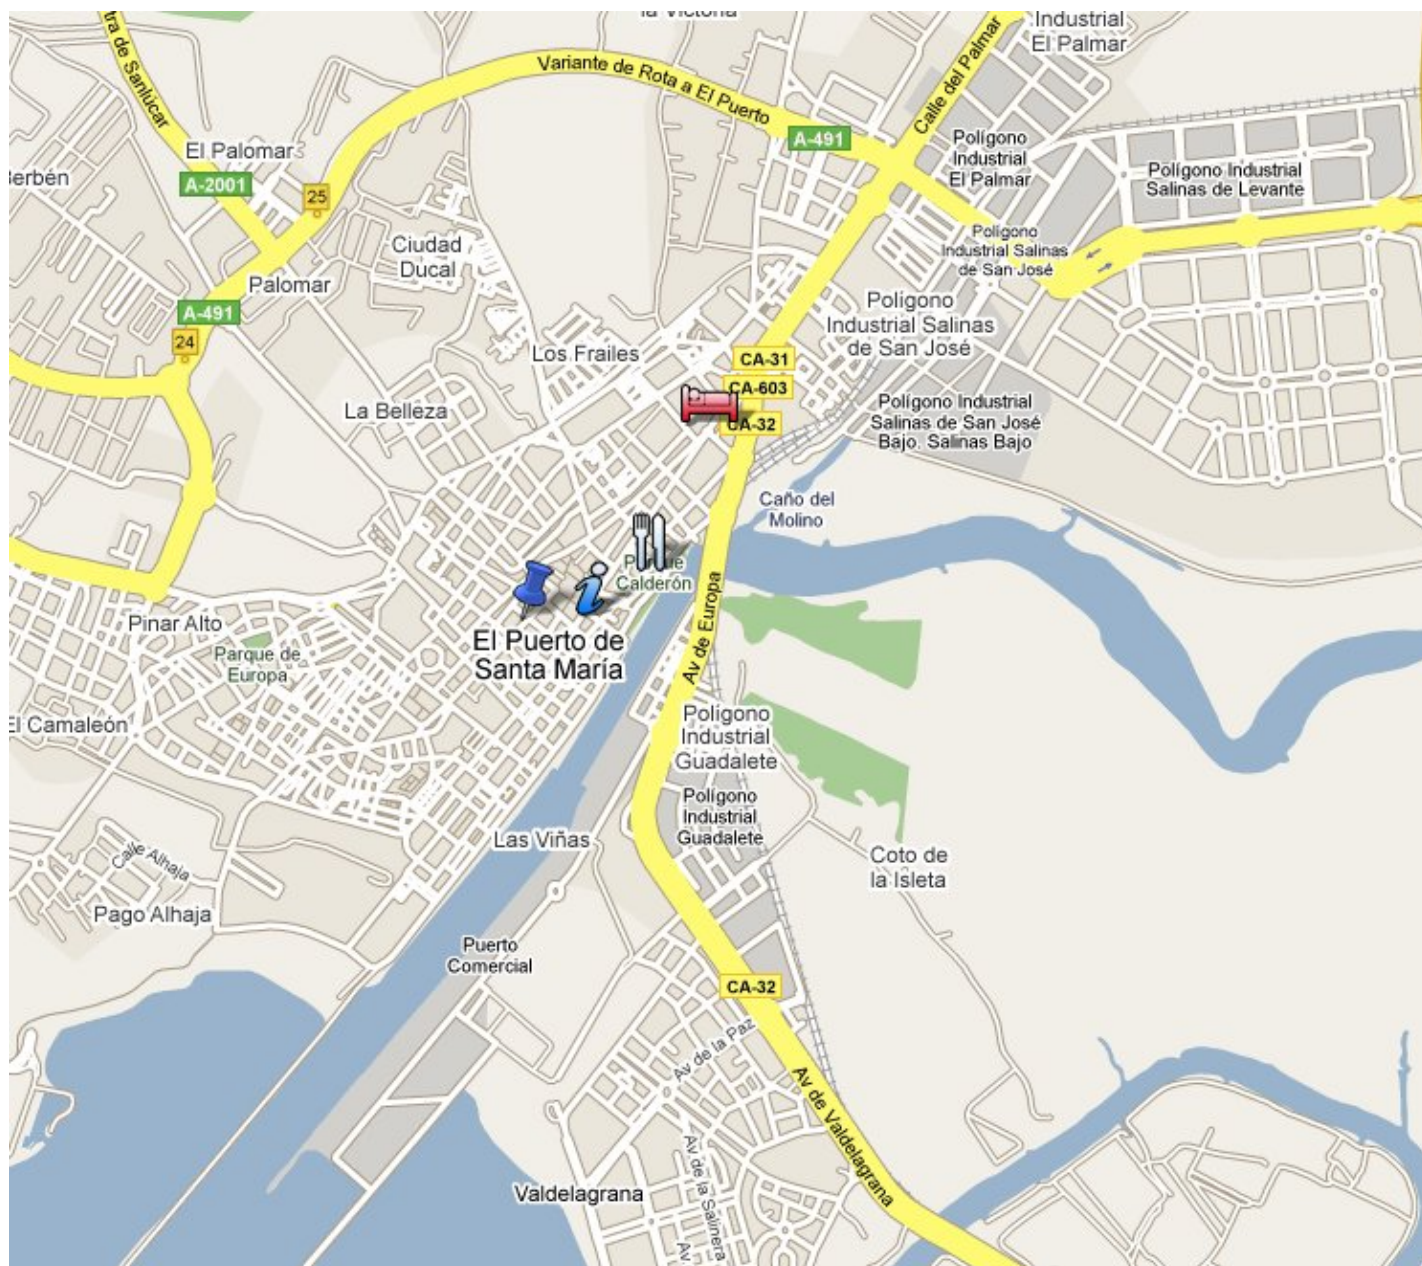 la Victoria
Industrial
El Palmar
tra de Sanlúcar
Variante de Rota a El Puerto
Calle del Palmar
A-491
Polígono
Industrial
El Palmar
El Palomar
Polígono Industrial
Salinas de Levante
A-2001
25
Ciudad
Ducal
Polígono
Industrial Salinas
de San José
Palomar
A-491
24
Polígono
Industrial Salinas
de San José
Los Frailes
CA-31
CA-603
CA-32
La Belleza
Polígono Industrial
Salinas de San José
Bajo. Salinas Bajo
Caño del
Molino
Calderón
Av de Europa
Pinar Alto
El Puerto de
Santa María
Parque de
Europa
El Camaleón
Polígono
Industrial
Guadalete
Polígono
Industrial
Guadalete
Las Viñas
Calle Alhaja
Coto de
la Isleta
Pago Alhaja
Puerto
Comercial
CA-32
Av de la Paz
Av de Valdelagrana
Av de la Salinera
Valdelagrana
Av